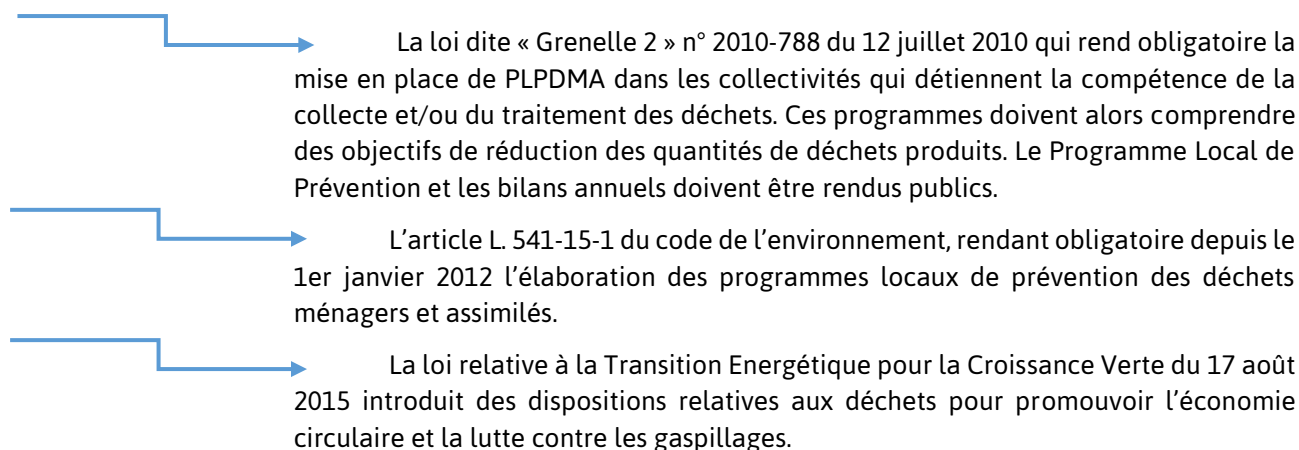 La loi dite « Grenelle 2 » n° 2010-788 du 12 juillet 2010 qui rend obligatoire la
mise en place de PLPDMA dans les collectivités qui détiennent la compétence de la
collecte et/ou du traitement des déchets. Ces programmes doivent alors comprendre
des objectifs de réduction des quantités de déchets produits. Le Programme Local de
Prévention et les bilans annuels doivent être rendus publics.
L’article L. 541-15-1 du code de l’environnement, rendant obligatoire depuis le
1er janvier 2012 l’élaboration des programmes locaux de prévention des déchets
ménagers et assimilés.
La loi relative à la Transition Energétique pour la Croissance Verte du 17 août
2015 introduit des dispositions relatives aux déchets pour promouvoir l’économie
circulaire et la lutte contre les gaspillages.